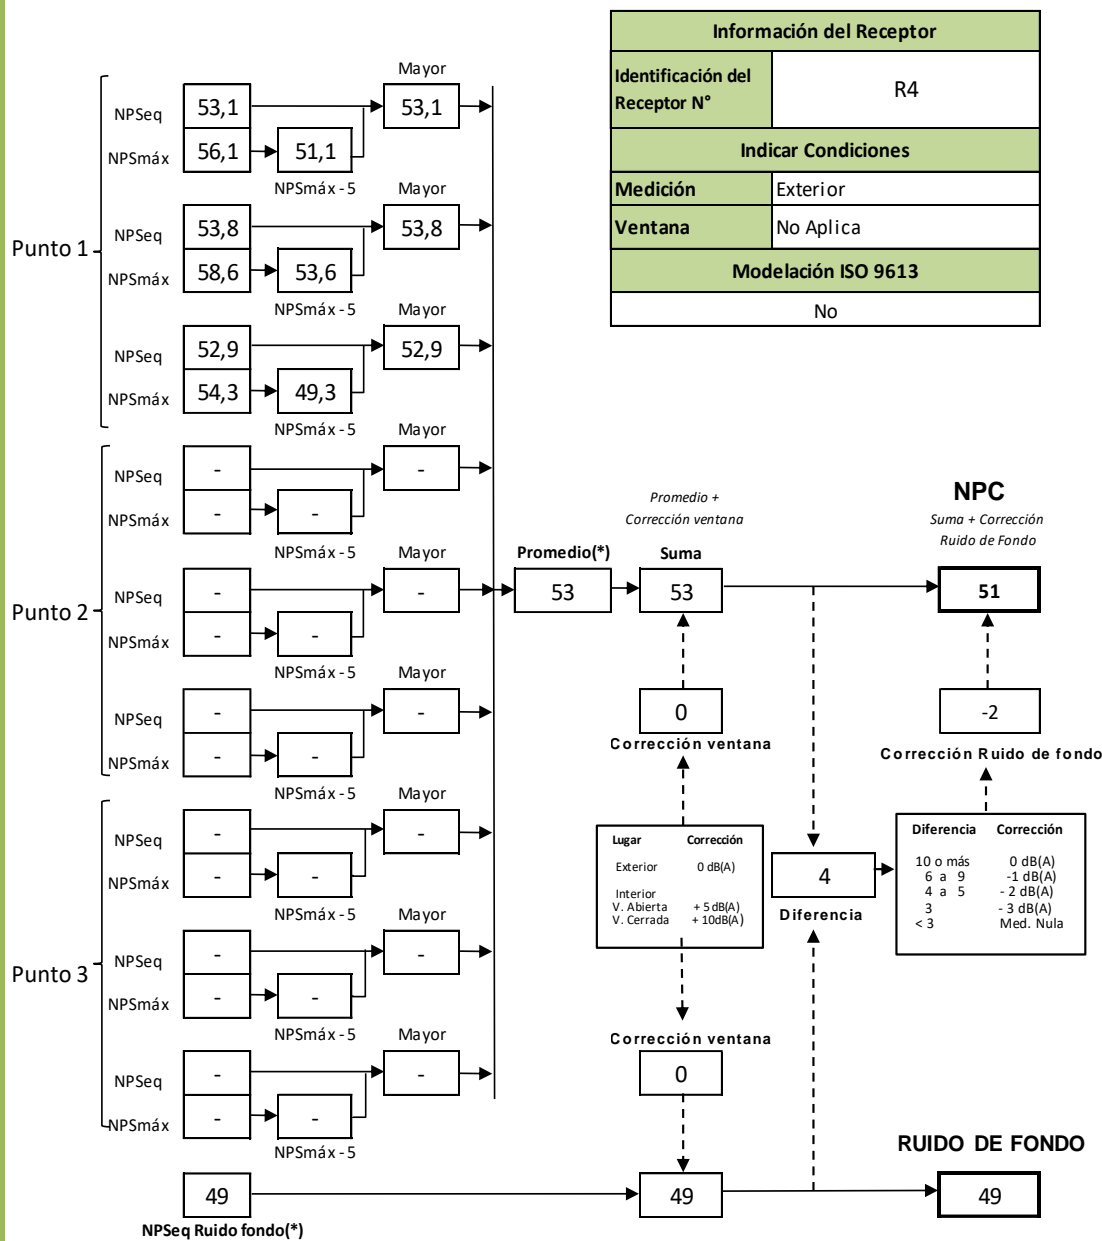 Información del Receptor
Identificación del
Receptor N°
R4
Indicar Condiciones
Medición
Exterior
Ventana
No Aplica
Modelación ISO 9613
No
Punto 1
Mayor
NPSeq
53,1
53,1
NPSmáx
56,1
51,1
NPSmáx - 5
Mayor
NPSeq
53,8
53,8
NPSmáx
58,6
53,6
NPSmáx - 5
Mayor
NPSeq
52,9
52,9
NPSmáx
54,3
49,3
NPSmáx - 5
Punto 2
Mayor
NPSeq
-
-
NPSmáx
-
-
NPSmáx - 5
Mayor
NPSeq
-
-
NPSmáx
-
-
NPSmáx - 5
Mayor
NPSeq
-
-
NPSmáx
-
-
NPSmáx - 5
Punto 3
Mayor
NPSeq
-
-
NPSmáx
-
-
NPSmáx - 5
Mayor
NPSeq
-
-
NPSmáx
-
-
NPSmáx - 5
Mayor
NPSeq
-
-
NPSmáx
-
-
NPSmáx - 5
Promedio(*)
53
Promedio +
Corrección ventana
Suma
53
NPC
Suma + Corrección
Ruido de Fondo
51
0
Corrección ventana
-2
Corrección Ruido de fondo
Lugar Corrección
Exterior 0 dB(A)
Interior
V. Abierta + 5 dB(A)
V. Cerrada + 10dB(A)
4
Diferencia
Diferencia Corrección
10 o más 0 dB(A)
6 a 9 -1 dB(A)
4 a 5 - 2 dB(A)
3 - 3 dB(A)
< 3 Med. Nula
Corrección ventana
0
RUIDO DE FONDO
49
49
49
NPSeq Ruido fondo(*)